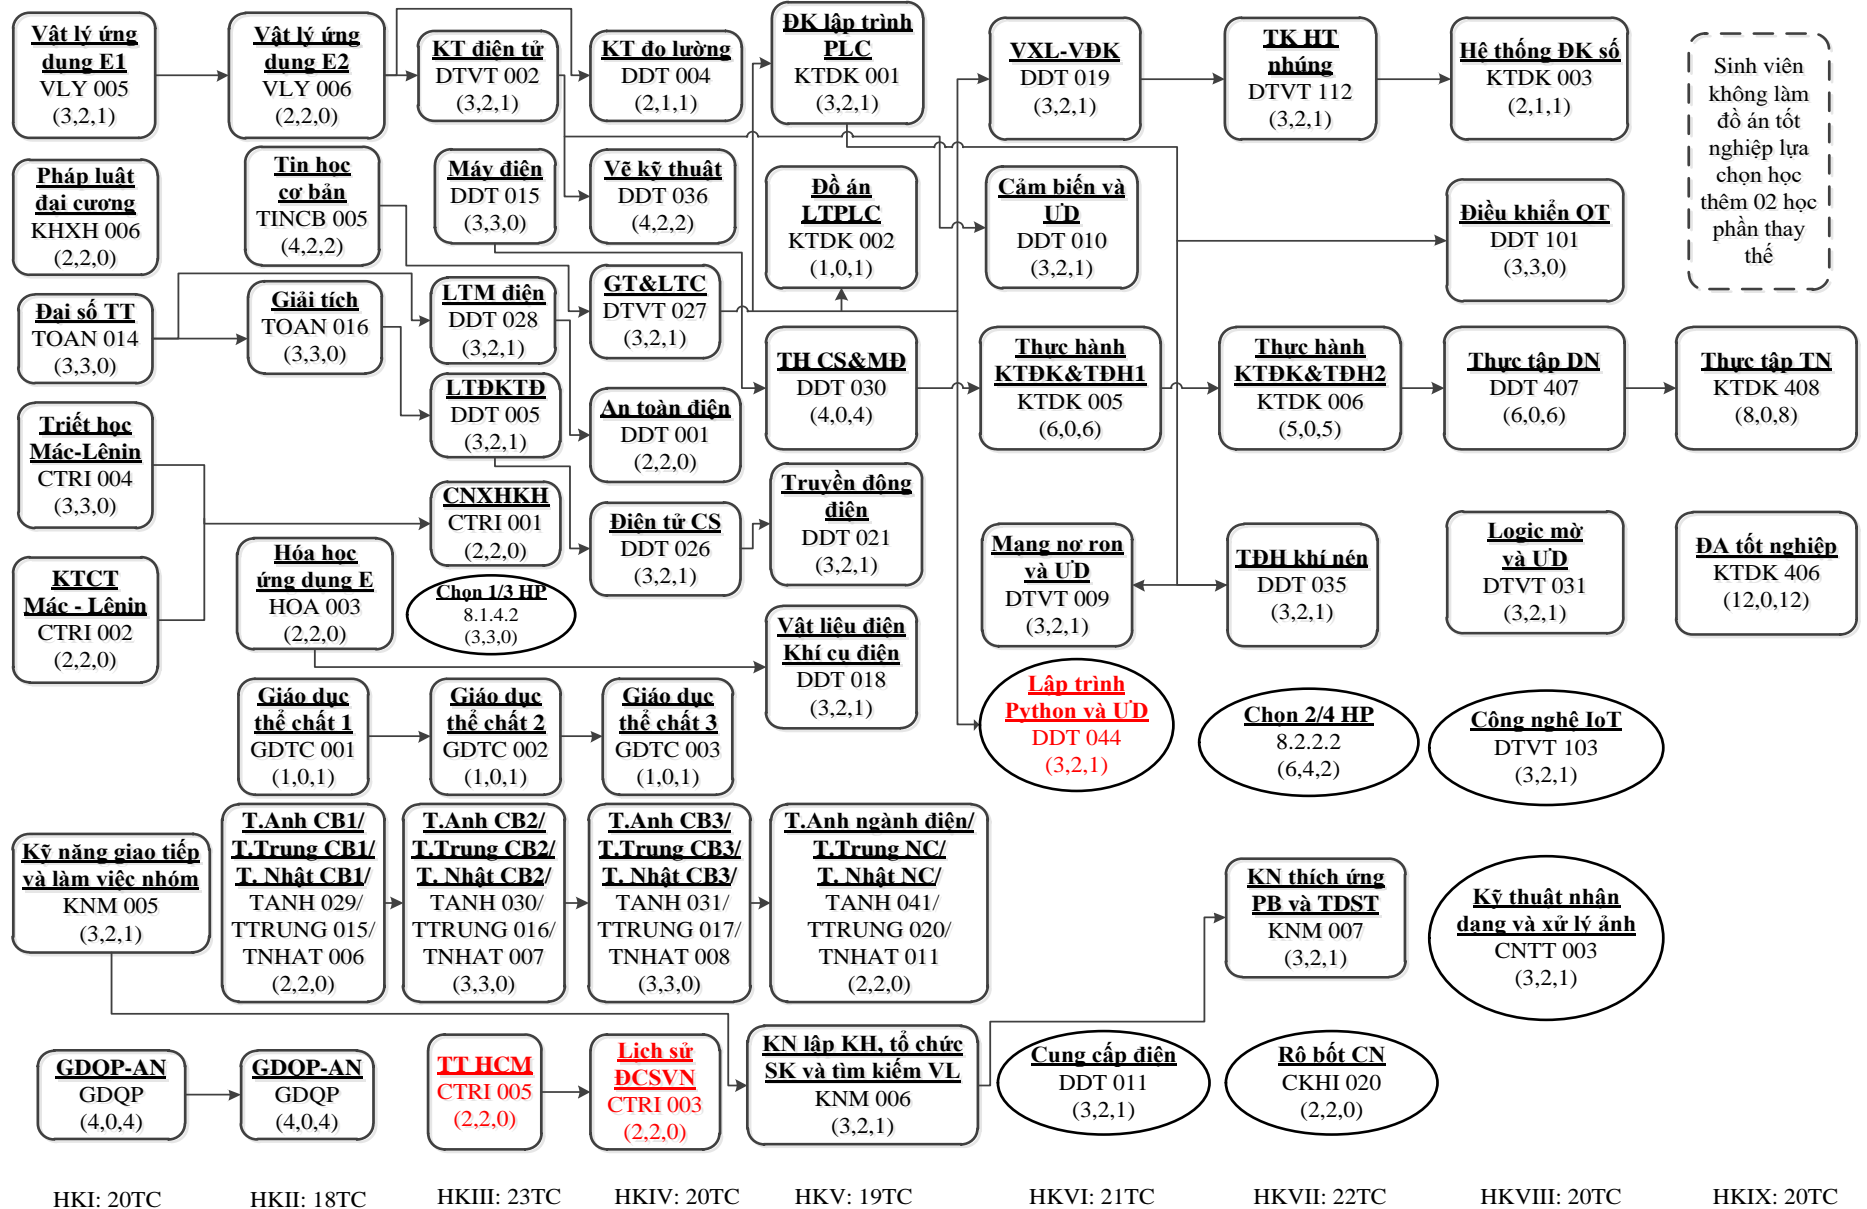 Vật lý ứng
dụng E1
VLY 005
(3,2,1)
Vật lý ứng
dụng E2
VLY 006
(2,2,0)
KT điện tử
DTVT 002
(3,2,1)
KT đo lường
DDT 004
(2,1,1)
ĐK lập trình
PLC
KTDK 001
(3,2,1)
VXL-VĐK
DDT 019
(3,2,1)
TK HT
nhúng
DTVT 112
(3,2,1)
Hệ thống ĐK số
KTDK 003
(2,1,1)
Sinh viên
không làm
đồ án tốt
nghiệp lựa
chọn học
thêm 02 học
phần thay
thế
Pháp luật
đại cương
KHXH 006
(2,2,0)
Tin học
cơ bản
TINCB 005
(4,2,2)
Máy điện
DDT 015
(3,3,0)
Vẽ kỹ thuật
DDT 036
(4,2,2)
Đồ án
LTPLC
KTDK 002
(1,0,1)
Cảm biến và
ƯD
DDT 010
(3,2,1)
Điều khiển QT
DDT 101
(3,3,0)
Đại số TT
TOAN 014
(3,3,0)
Giải tích
TOAN 016
(3,3,0)
LTM điện
DDT 028
(3,2,1)
GT&LTC
DTVT 027
(3,2,1)
TH CS&MĐ
DDT 030
(4,0,4)
Thực hành
KTĐK&TĐH1
KTDK 005
(6,0,6)
Thực hành
KTĐK&TĐH2
KTDK 006
(5,0,5)
Thực tập DN
DDT 407
(6,0,6)
Thực tập TN
KTDK 408
(8,0,8)
LTĐKTĐ
DDT 005
(3,2,1)
An toàn điện
DDT 001
(2,2,0)
Triết học
Mác-Lênin
CTRI 004
(3,3,0)
CNXHKH
CTRI 001
(2,2,0)
Điện tử CS
DDT 026
(3,2,1)
Truyền động
điện
DDT 021
(3,2,1)
Mạng nơ ron
và ƯD
DTVT 009
(3,2,1)
TĐH khí nén
DDT 035
(3,2,1)
Logic mờ
và ƯD
DTVT 031
(3,2,1)
ĐA tốt nghiệp
KTDK 406
(12,0,12)
KTCT
Mác - Lênin
CTRI 002
(2,2,0)
Hóa học
ứng dụng E
HOA 003
(2,2,0)
Chọn 1/3 HP
8.1.4.2
(3,3,0)
Vật liệu điện
Khí cụ điện
DDT 018
(3,2,1)
Giáo dục
thể chất 1
GDTC 001
(1,0,1)
Giáo dục
thể chất 2
GDTC 002
(1,0,1)
Giáo dục
thể chất 3
GDTC 003
(1,0,1)
Lập trình
Python và ƯD
DDT 044
(3,2,1)
Chọn 2/4 HP
8.2.2.2
(6,4,2)
Công nghệ IoT
DTVT 103
(3,2,1)
Kỹ năng giao tiếp
và làm việc nhóm
KNM 005
(3,2,1)
T.Anh CB1/
T.Trung CB1/
T. Nhật CB1/
TANH 029/
TTRUNG 015/
TNHAT 006
(2,2,0)
T.Anh CB2/
T.Trung CB2/
T. Nhật CB2/
TANH 030/
TTRUNG 016/
TNHAT 007
(3,3,0)
T.Anh CB3/
T.Trung CB3/
T. Nhật CB3/
TANH 031/
TTRUNG 017/
TNHAT 008
(3,3,0)
T.Anh ngành điện/
T.Trung NC/
T. Nhật NC/
TANH 041/
TTRUNG 020/
TNHAT 011
(2,2,0)
KN thích ứng
PB và TDST
KNM 007
(3,2,1)
Kỹ thuật nhận
dạng và xử lý ảnh
CNTT 003
(3,2,1)
GDQP-AN
GDQP
(4,0,4)
GDQP-AN
GDQP
(4,0,4)
TT HCM
CTRI 005
(2,2,0)
Lịch sử
ĐCSVN
CTRI 003
(2,2,0)
KN lập KH, tổ chức
SK và tìm kiếm VL
KNM 006
(3,2,1)
Cung cấp điện
DDT 011
(3,2,1)
Rô bốt CN
CKHI 020
(2,2,0)
HKI: 20TC
HKII: 18TC
HKIII: 23TC
HKIV: 20TC
HKV: 19TC
HKVI: 21TC
HKVII: 22TC
HKVIII: 20TC
HKIX: 20TC